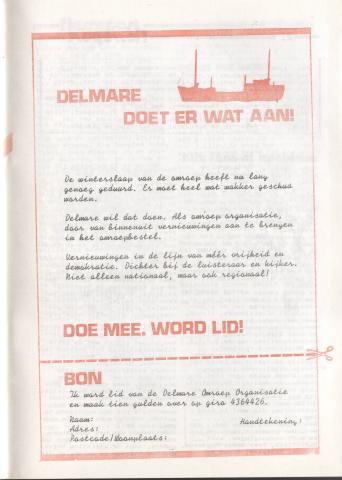 DELMARE
DOET ER WAT AAN!
De winterslaap van de omroep heeft nu lang
genoeg geduurd. Er moet heel wat wakker geschud
worden.
Delmare wil dat doen. Als omroep organisatie,
door van binnenuit vernieuwingen aan te brengen
in het omroepbestel.
Vernieuwingen in de lijn van méér vrijheid en
demokratie. Dichter bij de luisteraar en kijker.
Niet alleen nationaal, maar ook regionaal!
DOE MEE. WORD LID!
BON
Ik word lid van de Delmare Omroep Organisatie
en maak tien gulden over op giro 4364426.
Naam:
Handtekening:
Adres:
Postcode/Woonplaats: